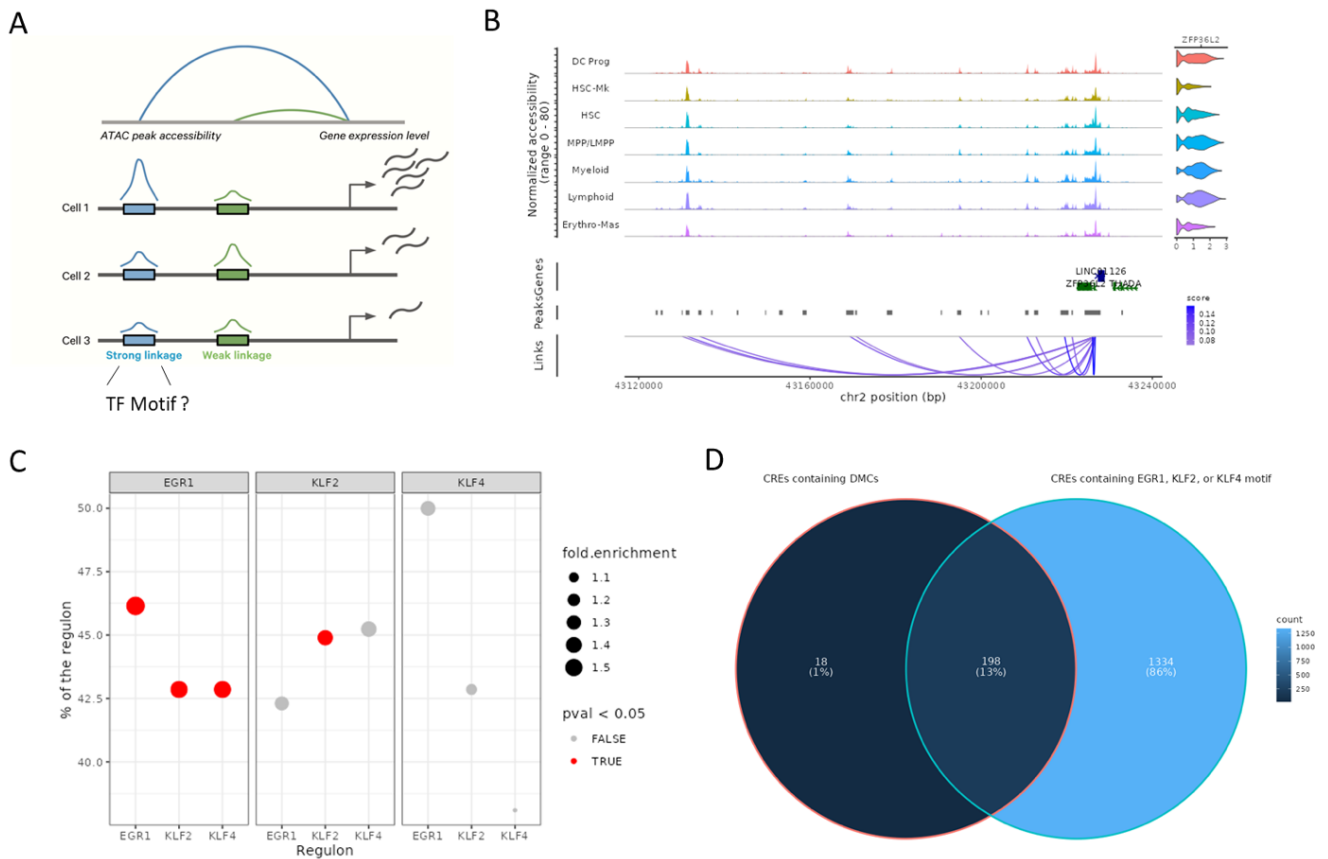 A
ATAC peak accessibility
Gene expression level
Cell 1
Cell 2
Cell 3
Strong linkage
Weak linkage
TF Motif ?
B
Normalized accessibility
(range 0 - 80)
DC Prog
HSC-Mk
HSC
MPP/LMPP
Myeloid
Lymphoid
Erythro-Mas
ZFP36L2
0 1 2 3
Genes
LINC01126
ZFP36L2 THADA
Peaks
Links
score
0.14
0.12
0.10
0.08
43120000 43160000 43200000 43240000
chr2 position (bp)
C
EGR1 KLF2 KLF4
% of the regulon
50.0
47.5
45.0
42.5
40.0
EGR1 KLF2 KLF4 EGR1 KLF2 KLF4 EGR1 KLF2 KLF4
Regulon
fold.enrichment
1.1
1.2
1.3
1.4
1.5
pval < 0.05
FALSE
TRUE
D
CREs containing DMCs
CREs containing EGR1, KLF2, or KLF4 motif
18
(1%)
198
(13%)
1334
(86%)
count
1250
1000
750
500
250